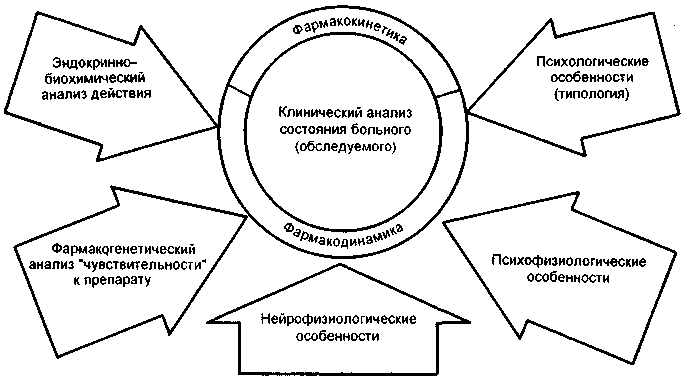 Фармакокинетика
Эндокринно–
биохимический
анализ действия
Психологические
особенности
(типология)
Клинический анализ
состояния больного
(обследуемого)
Фармакодинамика
Фармакогенетический
анализ "чувствительности"
к препарату
Психофизиологические
особенности
Нейрофизиологические
особенности